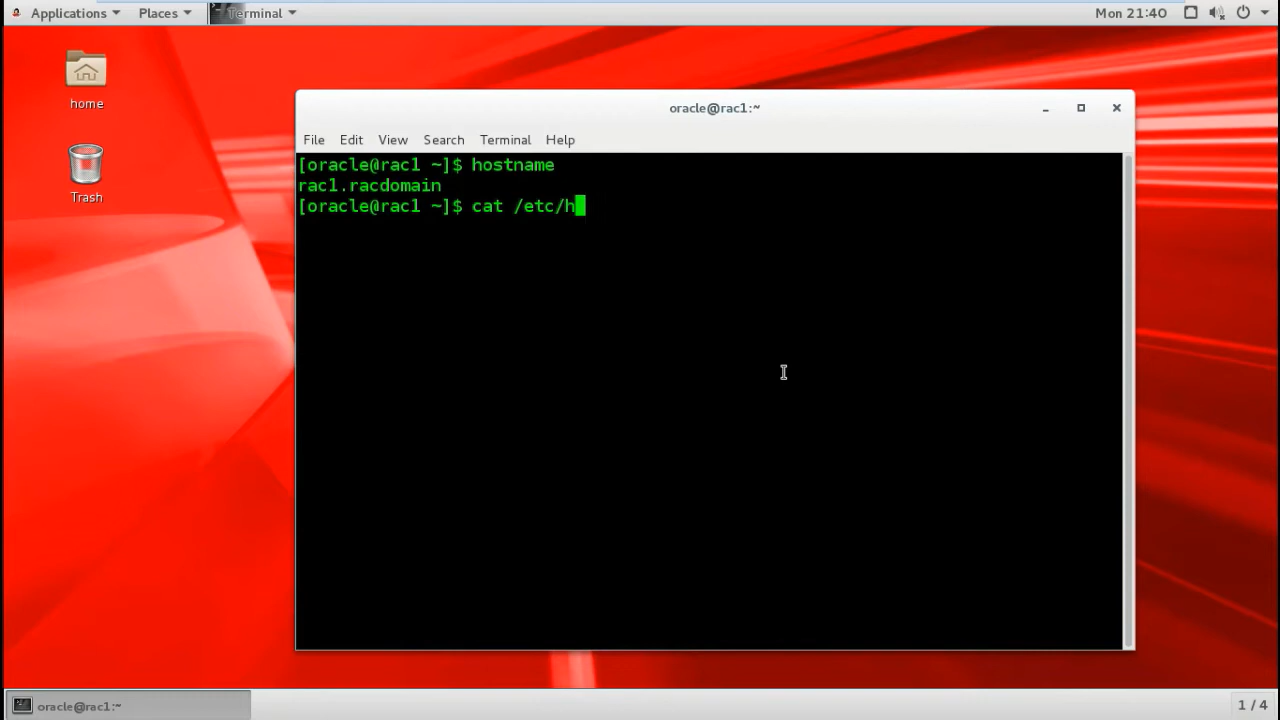 Applications Places Terminal Mon 21:40
home
Trash
oracle@rac1:~
File Edit View Search Terminal Help
[oracle@rac1 ~]$ hostname
rac1.racdomain
[oracle@rac1 ~]$ cat /etc/h
oracle@rac1:~ 1 / 4